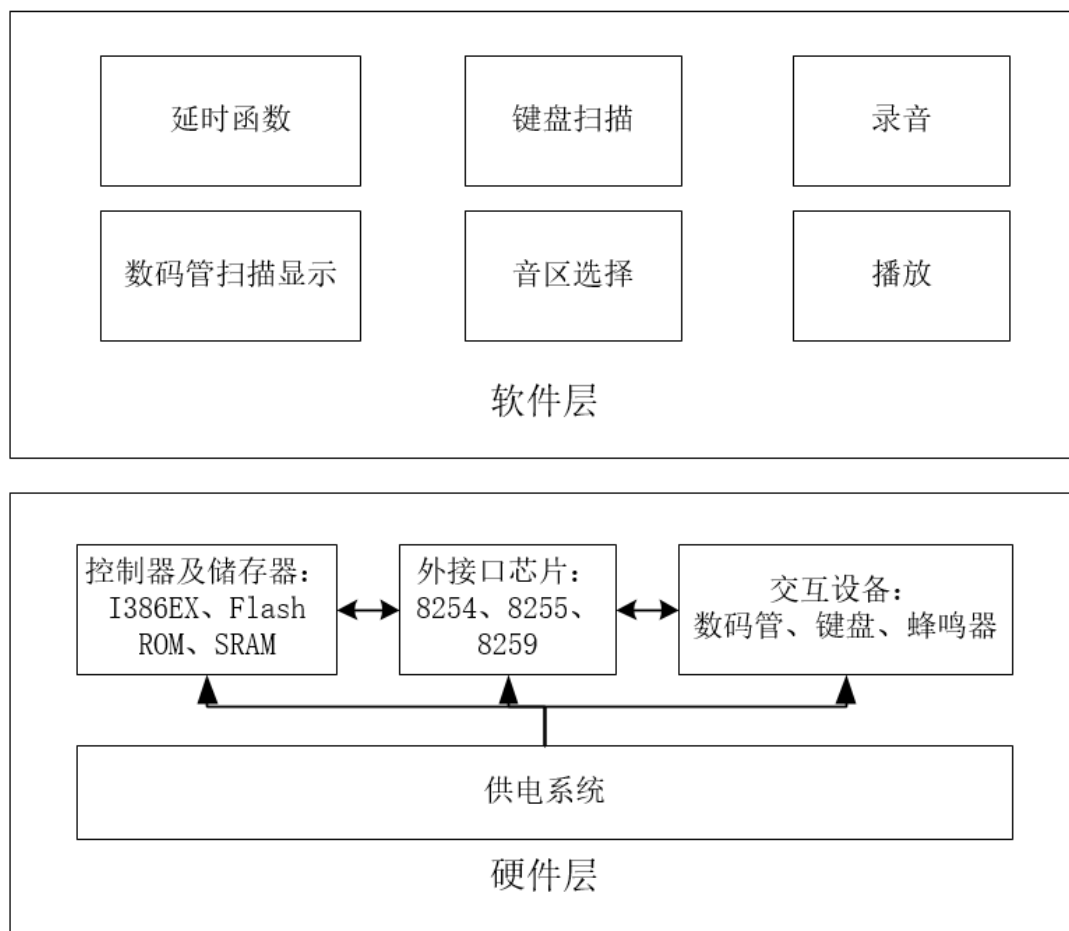 延时函数
键盘扫描
录音
数码管扫描显示
音区选择
播放
软件层
控制器及储存器：
I386EX、Flash
ROM、SRAM
外接口芯片：
8254、8255、
8259
交互设备：
数码管、键盘、蜂鸣器
供电系统
硬件层